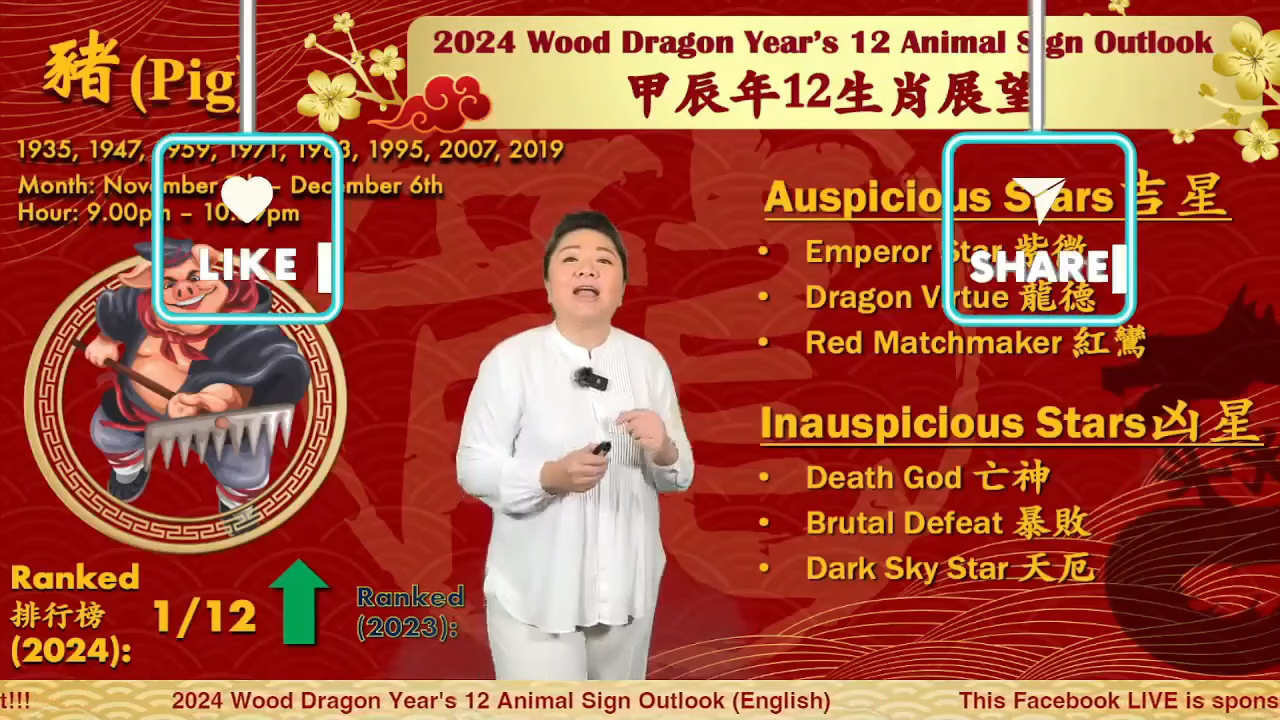 豬 (Pig)
2024 Wood Dragon Year's 12 Animal Sign Outlook
甲辰年12生肖展望
1935, 1947, 1959, 1971, 1983, 1995, 2007, 2019
Month: November – December 6th
Hour: 9.00pm –
LIKE
SHARE
Auspicious Stars 吉星
• Emperor Star 紫微
• Dragon Virtue 龍德
• Red Matchmaker 紅鸞
Inauspicious Stars 凶星
• Death God 亡神
• Brutal Defeat 暴敗
• Dark Sky Star 天厄
Ranked
排行榜 1/12
(2024):
Ranked
(2023):
t!!! 2024 Wood Dragon Year's 12 Animal Sign Outlook (English) This Facebook LIVE is spons